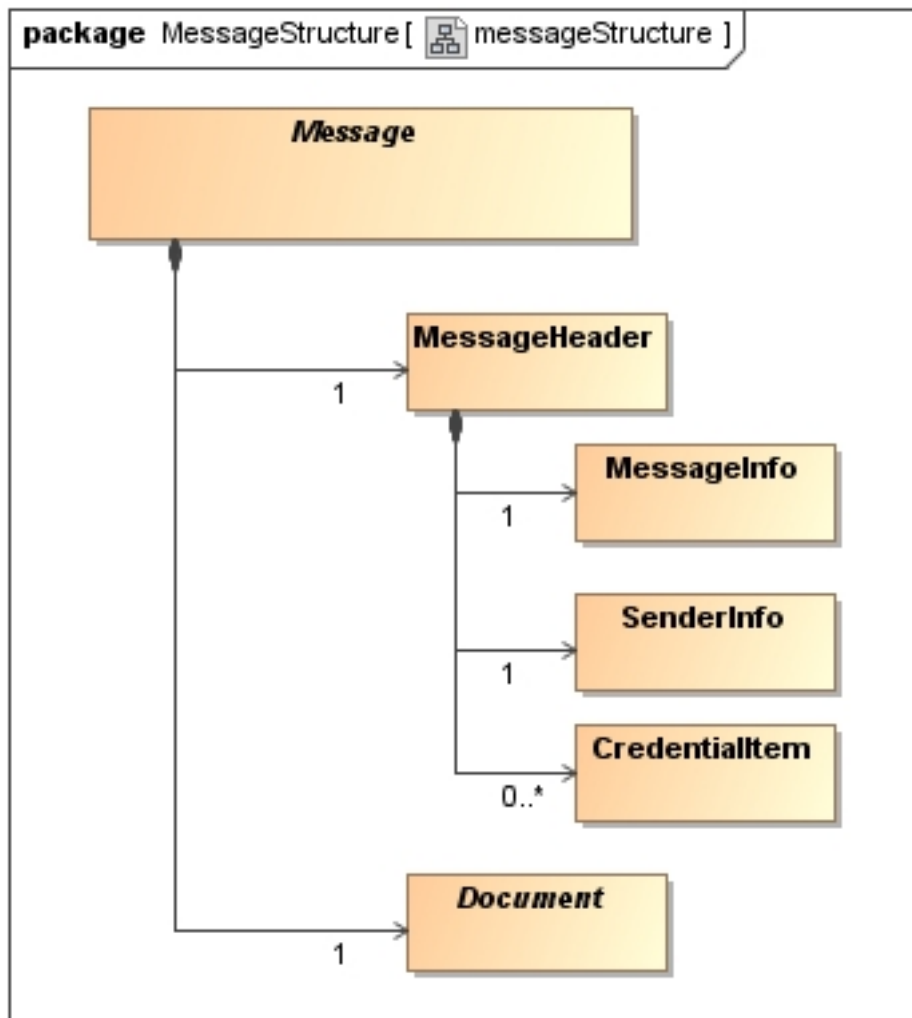 package MessageStructure [ messageStructure ]
Message
MessageHeader
1
MessageInfo
1
SenderInfo
1
CredentialItem
0..*
Document
1